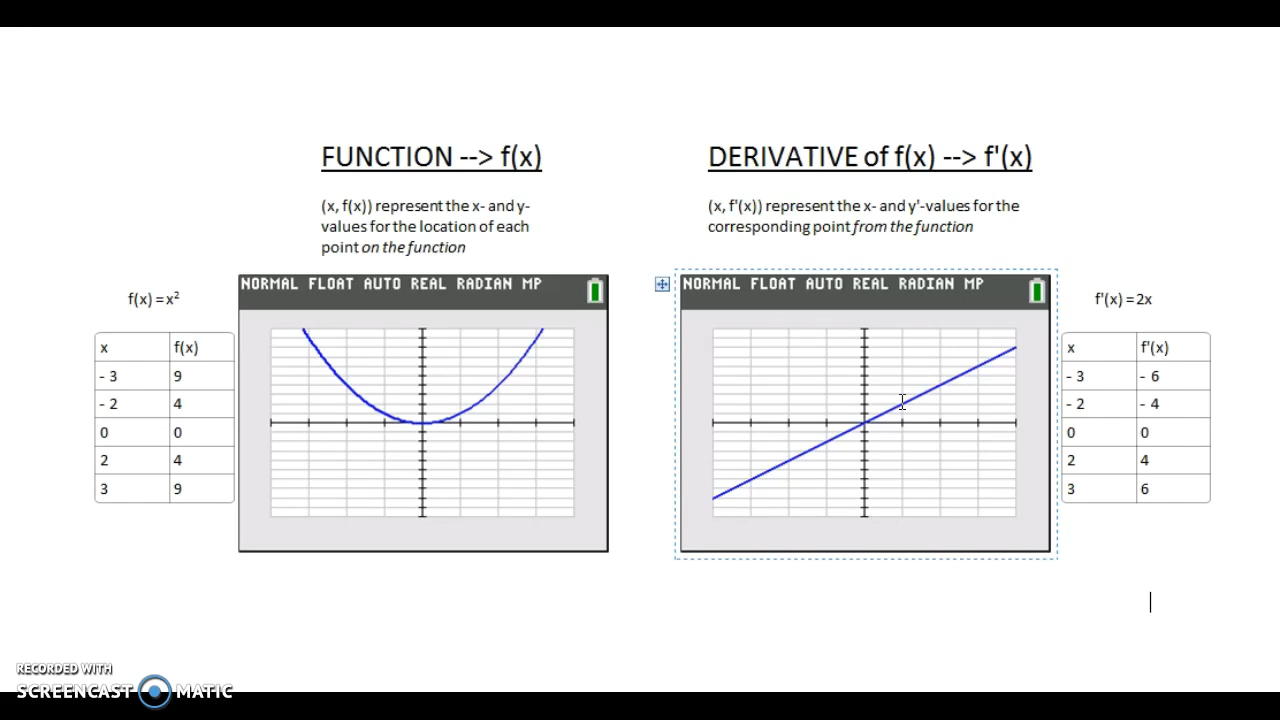 FUNCTION --> f(x)
(x, f(x)) represent the x- and y-
values for the location of each
point on the function
DERIVATIVE of f(x) --> f'(x)
(x, f'(x)) represent the x- and y'-values for the
corresponding point from the function
f(x) = x²
x f(x)
- 3 9
- 2 4
0 0
2 4
3 9
NORMAL FLOAT AUTO REAL RADIAN MP
NORMAL FLOAT AUTO REAL RADIAN MP
f'(x) = 2x
x f'(x)
- 3 - 6
- 2 - 4
0 0
2 4
3 6
RECORDED WITH
SCREENCAST MATIC